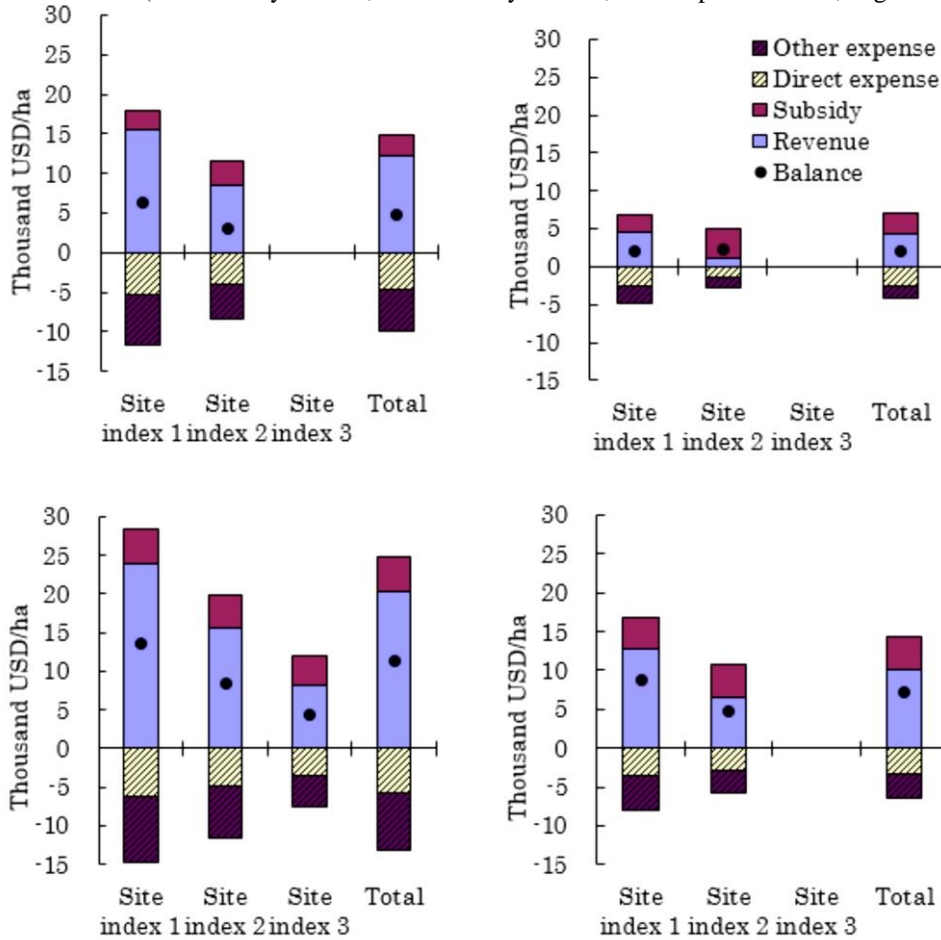 30
25
20
15
10
5
0
-5
-10
-15
Thousand USD/ha
Site index 1
Site index 2
Site index 3
Total
30
25
20
15
10
5
0
-5
-10
-15
Thousand USD/ha
Other expense
Direct expense
Subsidy
Revenue
Balance
Site index 1
Site index 2
Site index 3
Total
30
25
20
15
10
5
0
-5
-10
-15
Thousand USD/ha
Site index 1
Site index 2
Site index 3
Total
30
25
20
15
10
5
0
-5
-10
-15
Thousand USD/ha
Site index 1
Site index 2
Site index 3
Total